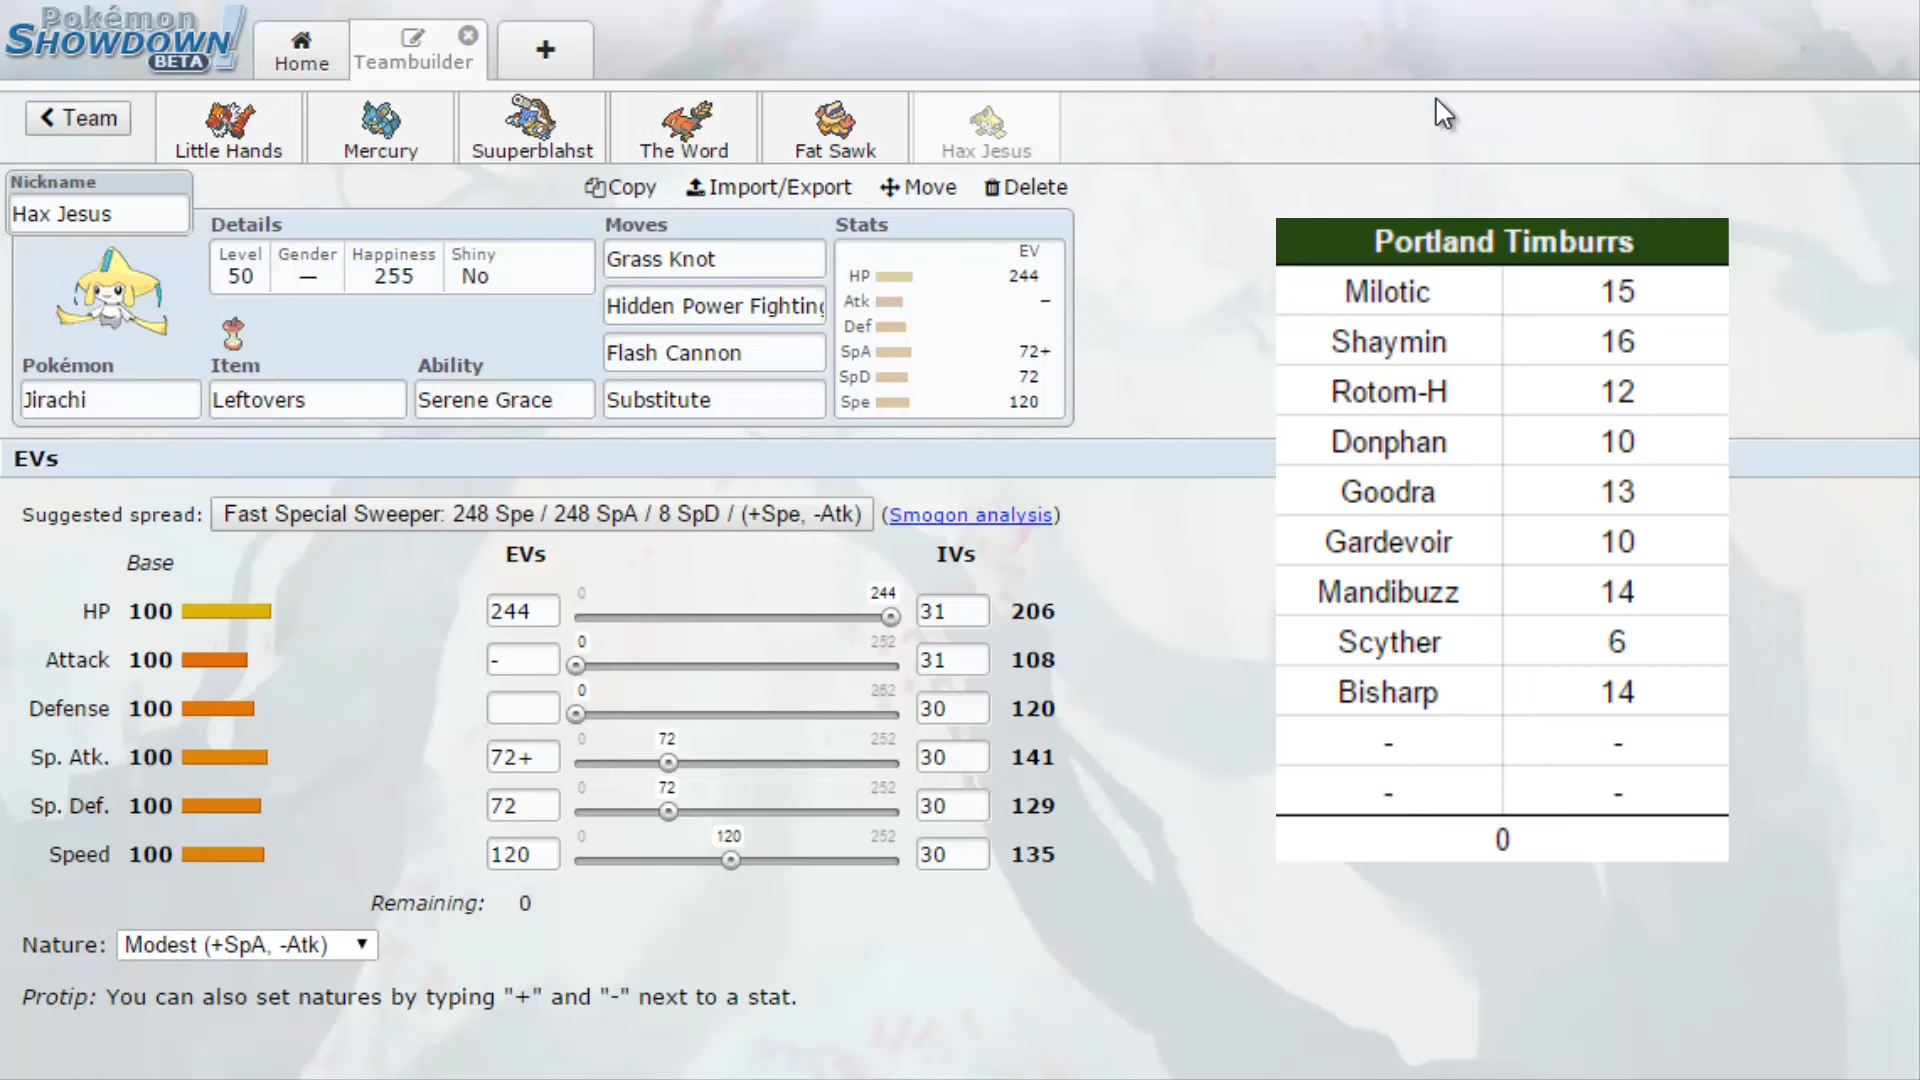 Pokémon
SHOWDOWN!
BETA
Home
Teambuilder
+
Team
Little Hands
Mercury
Suuperblahst
The Word
Fat Sawk
Hax Jesus
Copy
Import/Export
Move
Delete
Nickname
Hax Jesus
Details
Level
50
Gender
—
Happiness
255
Shiny
No
Pokémon
Jirachi
Item
Leftovers
Ability
Serene Grace
Moves
Grass Knot
Hidden Power Fighting
Flash Cannon
Substitute
Stats
EV
HP 244
Atk –
Def
SpA 72+
SpD 72
Spe 120
EVs
Suggested spread: Fast Special Sweeper: 248 Spe / 248 SpA / 8 SpD / (+Spe, -Atk) (Smogon analysis)
Base EVs IVs
0 244
HP 100 244 31 206
0 252
Attack 100 - 31 108
0 252
Defense 100 30 120
0 72 252
Sp. Atk. 100 72+ 30 141
0 72 252
Sp. Def. 100 72 30 129
0 120 252
Speed 100 120 30 135
Remaining: 0
Nature: Modest (+SpA, -Atk)
Protip: You can also set natures by typing "+" and "-" next to a stat.
Portland Timburrs
Milotic 15
Shaymin 16
Rotom-H 12
Donphan 10
Goodra 13
Gardevoir 10
Mandibuzz 14
Scyther 6
Bisharp 14
- -
- -
0